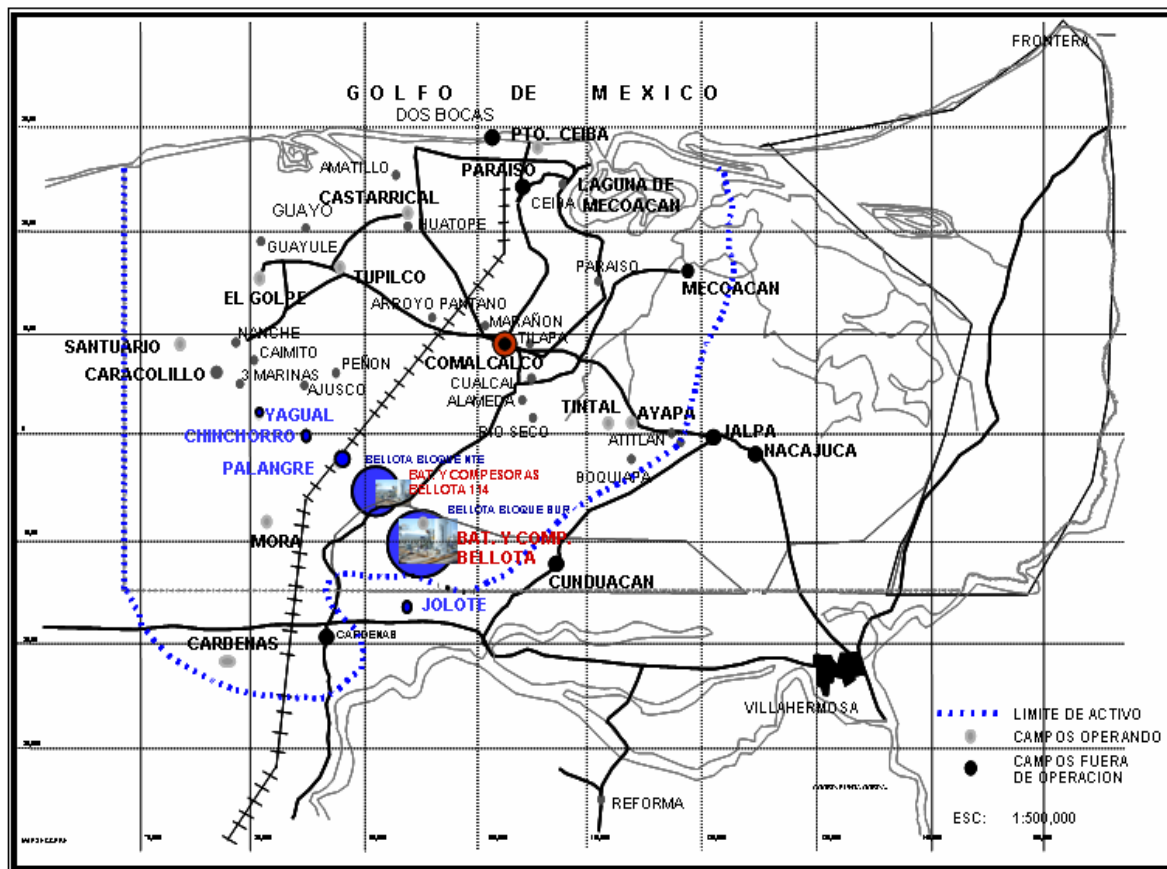 FRONTERA
GOLFO DE MEXICO
DOS BOCAS
PTO. CEIBA
AMATILLO
PARAISO
CASTARRICAL
CEIBA
LAGUNA DE
MECOACAN
GUAYO
HUATOPE
GUAYULE
TUPILCO
PARAISO
MECOACAN
EL GOLPE
ARROYO PANTANO
MARAÑON
NANCHE
TILAPA
SANTUARIO
CAIMITO
COMALCALCO
CARACOLILLO
3 MARINAS
PEÑON
CUALCAL
AJUSCO
ALAMEDA
TINTAL
AYAPA
YAGUAL
RIO SECO
CHINCHORRO
ATITLAN
JALPA
NACAJUCA
PALANGRE
BELLOTA BLOQUE NTE
BAT. Y COMPESORAS
BELLOTA 114
BOQUIAPA
BELLOTA BLOQUE SUR
MORA
BAT. Y COMP.
BELLOTA
CUNDUACAN
JOLOTE
CARDENAS
CARDENAS
VILLAHERMOSA
LIMITE DE ACTIVO
CAMPOS OPERANDO
CAMPOS FUERA
DE OPERACION
REFORMA
ESC: 1:500,000